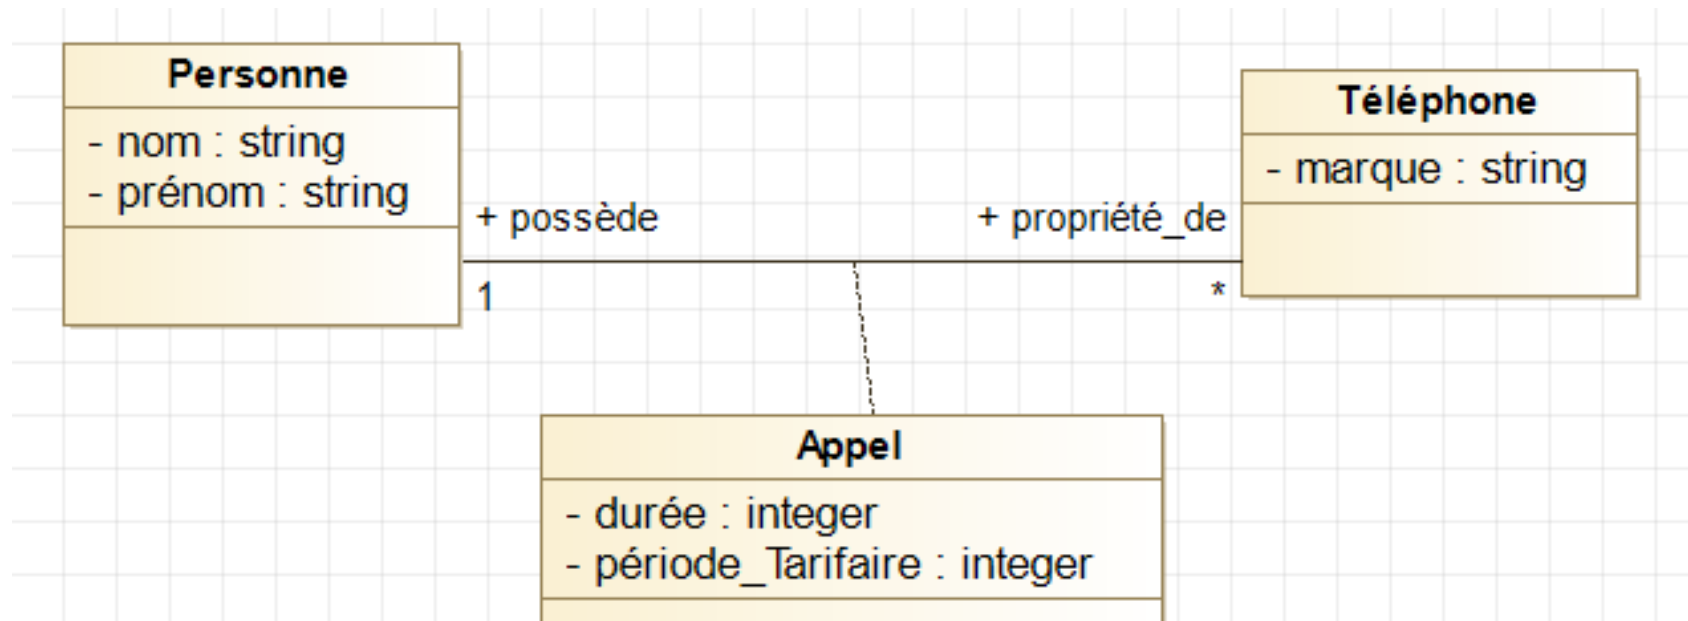 Personne
- nom : string
- prénom : string
Téléphone
- marque : string
+ possède
+ propriété_de
1
*
Appel
- durée : integer
- période_Tarifaire : integer